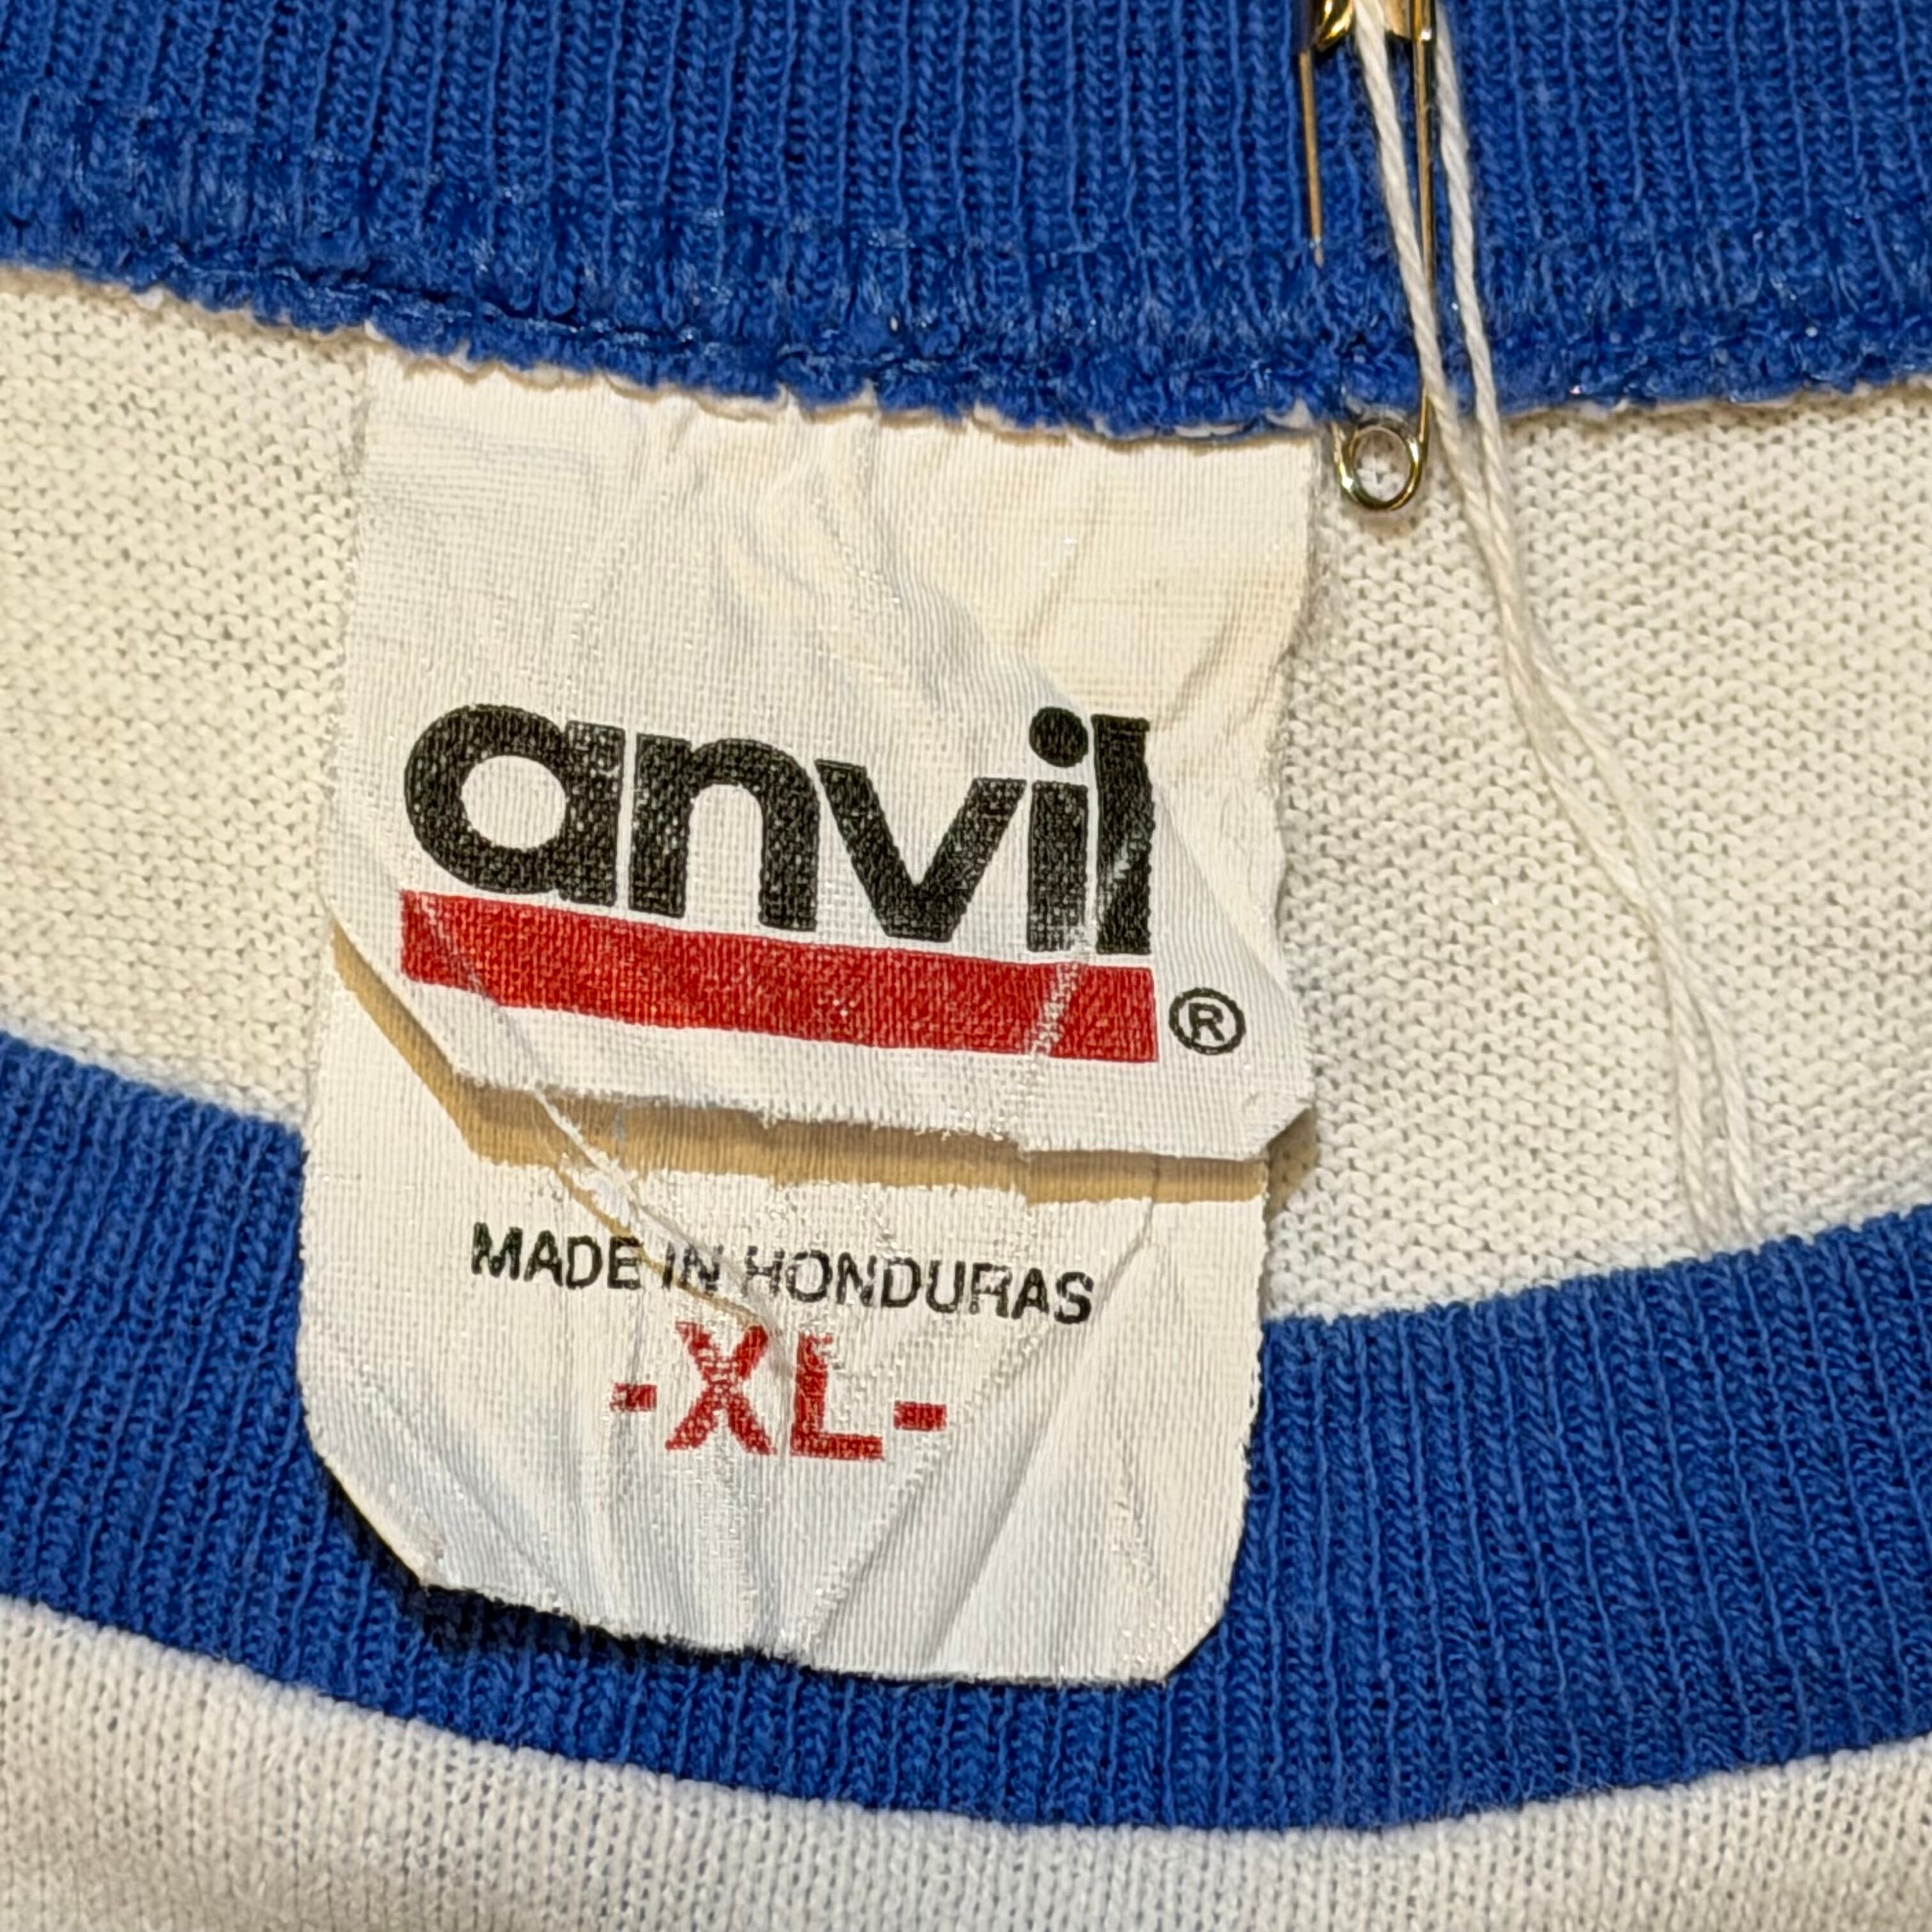 anvil®
MADE IN HONDURAS
-XL-